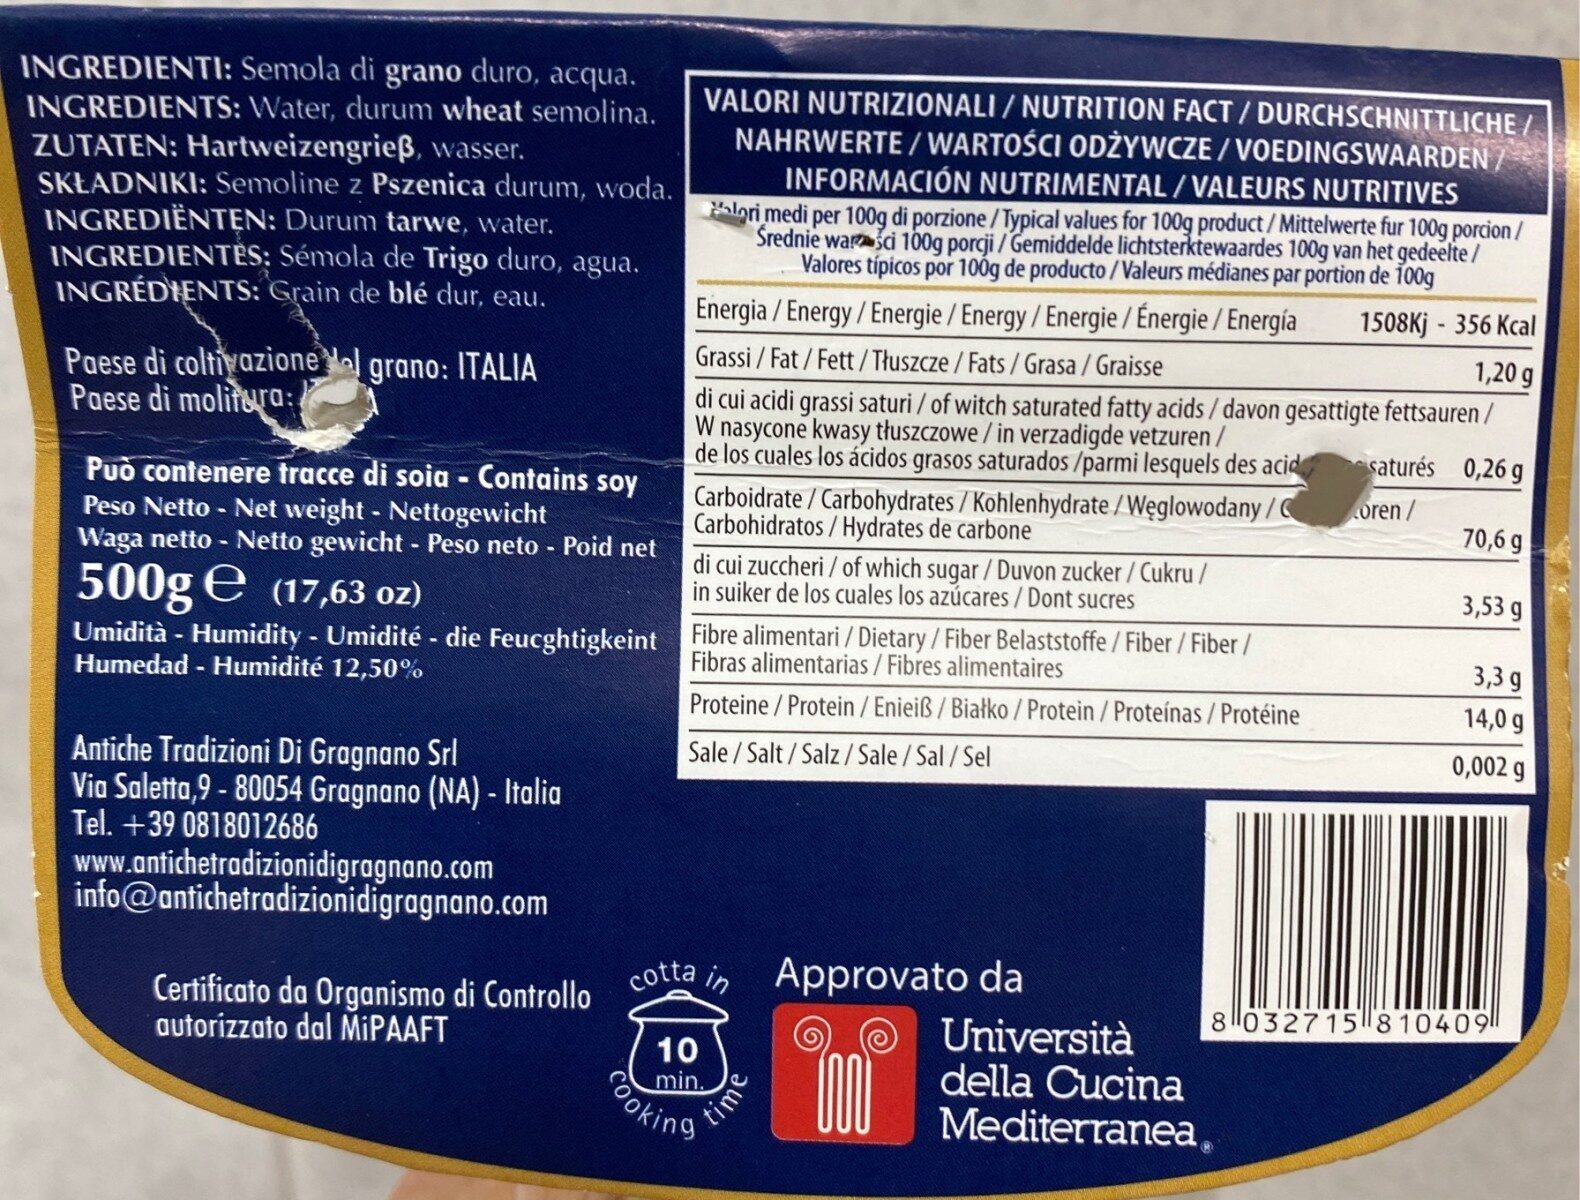 INGREDIENTI: Semola di grano duro, acqua.
INGREDIENTS: Water, durum wheat semolina.
ZUTATEN: Hartweizengrieβ, wasser.
SKŁADNIKI: Semoline z Pszenica durum, woda.
INGREDIËNTEN: Durum tarwe, water.
INGREDIENTES: Sémola de Trigo duro, agua.
INGRÉDIENTS: Grain de blé dur, eau.
Paese di coltivazione del grano: ITALIA
Paese di molitura:
Può contenere tracce di soia - Contains soy
Peso Netto - Net weight - Nettogewicht
Waga netto - Netto gewicht - Peso neto - Poid net
500g e (17,63 oz)
Umidità - Humidity - Umidité - die Feucghtigkeint
Humedad - Humidité 12,50%
Antiche Tradizioni Di Gragnano Srl
Via Saletta,9 - 80054 Gragnano (NA) - Italia
Tel. +39 0818012686
www.antichetradizionidigragnano.com
info@antichetradizionidigragnano.com
Certificato da Organismo di Controllo
autorizzato dal MiPAAFT
cotta in
10
min.
cooking time
Approvato da
Università
della Cucina
Mediterranea®
VALORI NUTRIZIONALI / NUTRITION FACT / DURCHSCHNITTLICHE /
NAHRWERTE / WARTOŚCI ODŻYWCZE / VOEDINGSWAARDEN /
INFORMACIÓN NUTRIMENTAL / VALEURS NUTRITIVES
Valori medi per 100g di porzione / Typical values for 100g product / Mittelwerte fur 100g porcion /
Średnie wartości 100g porcji / Gemiddelde lichtsterktewaardes 100g van het gedeelte /
Valores típicos por 100g de producto / Valeurs médianes par portion de 100g
Energia / Energy / Energie / Energy / Energie / Énergie / Energía 1508Kj - 356 Kcal
Grassi / Fat / Fett / Tłuszcze / Fats / Grasa / Graisse 1,20 g
di cui acidi grassi saturi / of witch saturated fatty acids / davon gesattigte fettsauren /
W nasycone kwasy tłuszczowe / in verzadigde vetzuren /
de los cuales los ácidos grasos saturados /parmi lesquels des saturés 0,26 g
Carboidrate / Carbohydrates / Kohlenhydrate / Węglowodany /
Carbohidratos / Hydrates de carbone 70,6 g
di cui zuccheri / of which sugar / Duvon zucker / Cukru /
in suiker de los cuales los azúcares / Dont sucres 3,53 g
Fibre alimentari / Dietary / Fiber Belaststoffe / Fiber / Fiber /
Fibras alimentarias / Fibres alimentaires 3,3 g
Proteine / Protein / Enieiß / Białko / Protein / Proteínas / Protéine 14,0 g
Sale / Salt / Salz / Sale / Sal / Sel 0,002 g
8 032715 810409